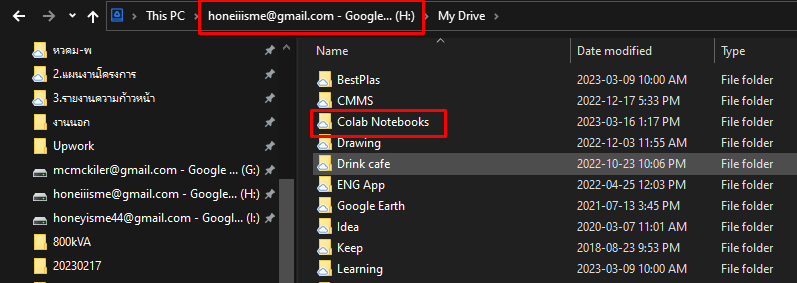 This PC
honeiiisme@gmail.com - Google... (H:)
My Drive
หวดม-พ
2.แผนงานโครงการ
3.รายงานความก้าวหน้า
งานนอก
Upwork
mcmckiler@gmail.com - Google ... (G:)
honeiiisme@gmail.com - Google... (H:)
honeyisme44@gmail.com - Googl... (I:)
800kVA
20230217
Name Date modified Type
BestPlas 2023-03-09 10:00 AM File folder
CMMS 2022-12-17 5:33 PM File folder
Colab Notebooks 2023-03-16 1:17 PM File folder
Drawing 2022-12-03 11:55 AM File folder
Drink cafe 2022-10-23 10:06 PM File folder
ENG App 2022-04-25 12:03 PM File folder
Google Earth 2021-07-13 3:45 PM File folder
Idea 2020-03-07 11:01 AM File folder
Keep 2018-08-23 9:53 PM File folder
Learning 2023-03-09 10:00 AM File folder